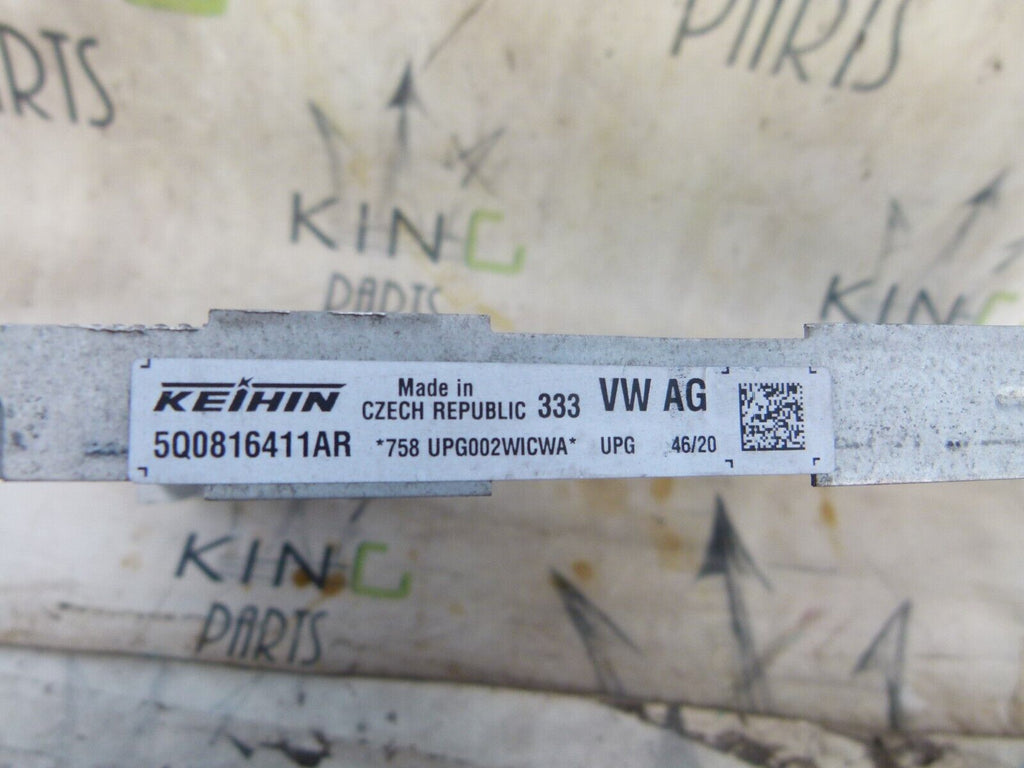 ARTS
PARTS
KING
PARTS
KING
KEIHIN Made in CZECH REPUBLIC 333 VW AG
5Q0816411AR *758 UPG002WICWA* UPG 46/20
KING
PARTS